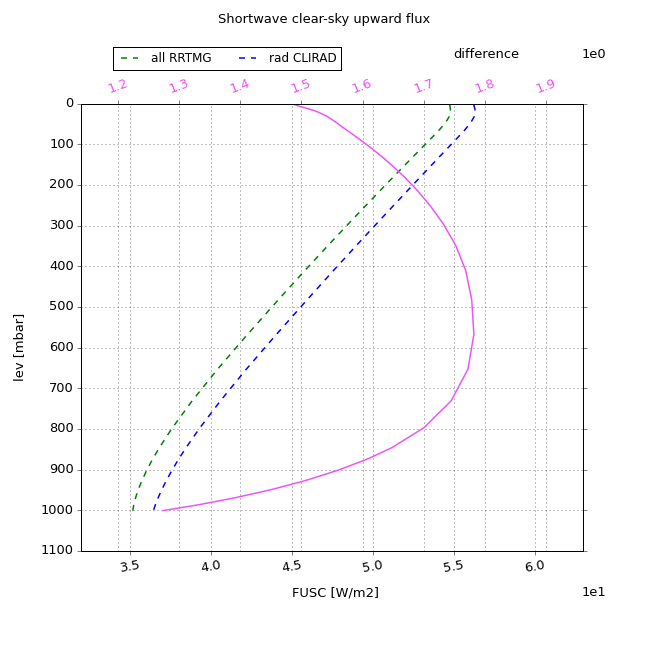 Shortwave clear-sky upward flux
all RRTMG rad CLIRAD difference 1e0
1.2 1.3 1.4 1.5 1.6 1.7 1.8 1.9
0
100
200
300
400
500
600
700
800
900
1000
1100
lev [mbar]
3.5 4.0 4.5 5.0 5.5 6.0
FUSC [W/m2] 1e1